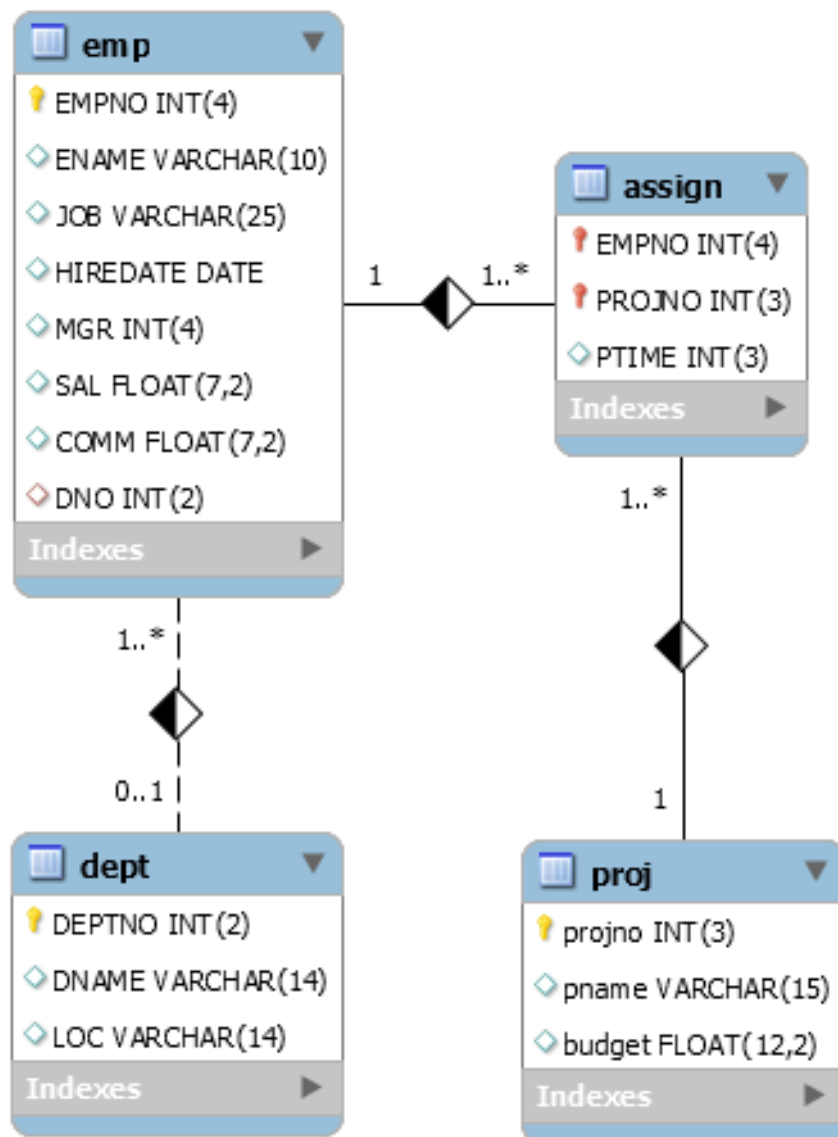 emp
EMPNO INT(4)
ENAME VARCHAR(10)
JOB VARCHAR(25)
HIREDATE DATE
MGR INT(4)
SAL FLOAT(7,2)
COMM FLOAT(7,2)
DNO INT(2)
Indexes
1
1..*
assign
EMPNO INT(4)
PROJNO INT(3)
PTIME INT(3)
Indexes
1..*
0..1
1..*
1
dept
DEPTNO INT(2)
DNAME VARCHAR(14)
LOC VARCHAR(14)
Indexes
proj
projno INT(3)
pname VARCHAR(15)
budget FLOAT(12,2)
Indexes